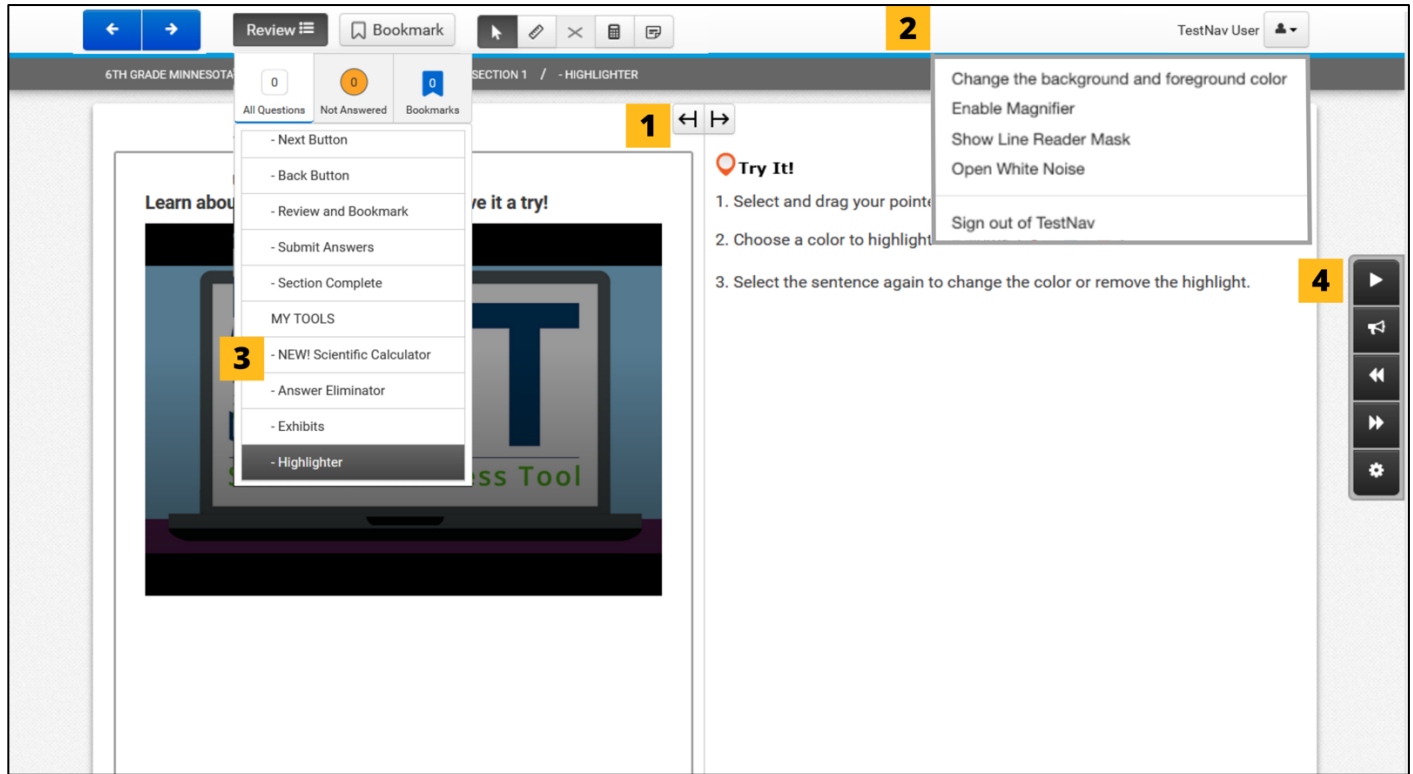 Review
Bookmark
2
TestNav User
6TH GRADE MINNESOTA
SECTION 1 / - HIGHLIGHTER
0
0
0
All Questions
Not Answered
Bookmarks
- Next Button
- Back Button
- Review and Bookmark
- Submit Answers
- Section Complete
MY TOOLS
- NEW! Scientific Calculator
- Answer Eliminator
- Exhibits
- Highlighter
3
Change the background and foreground color
Enable Magnifier
Show Line Reader Mask
Open White Noise
Sign out of TestNav
1
Learn abou
ve it a try!
T
ss Tool
Try It!
1. Select and drag your pointe
2. Choose a color to highlight
3. Select the sentence again to change the color or remove the highlight.
4